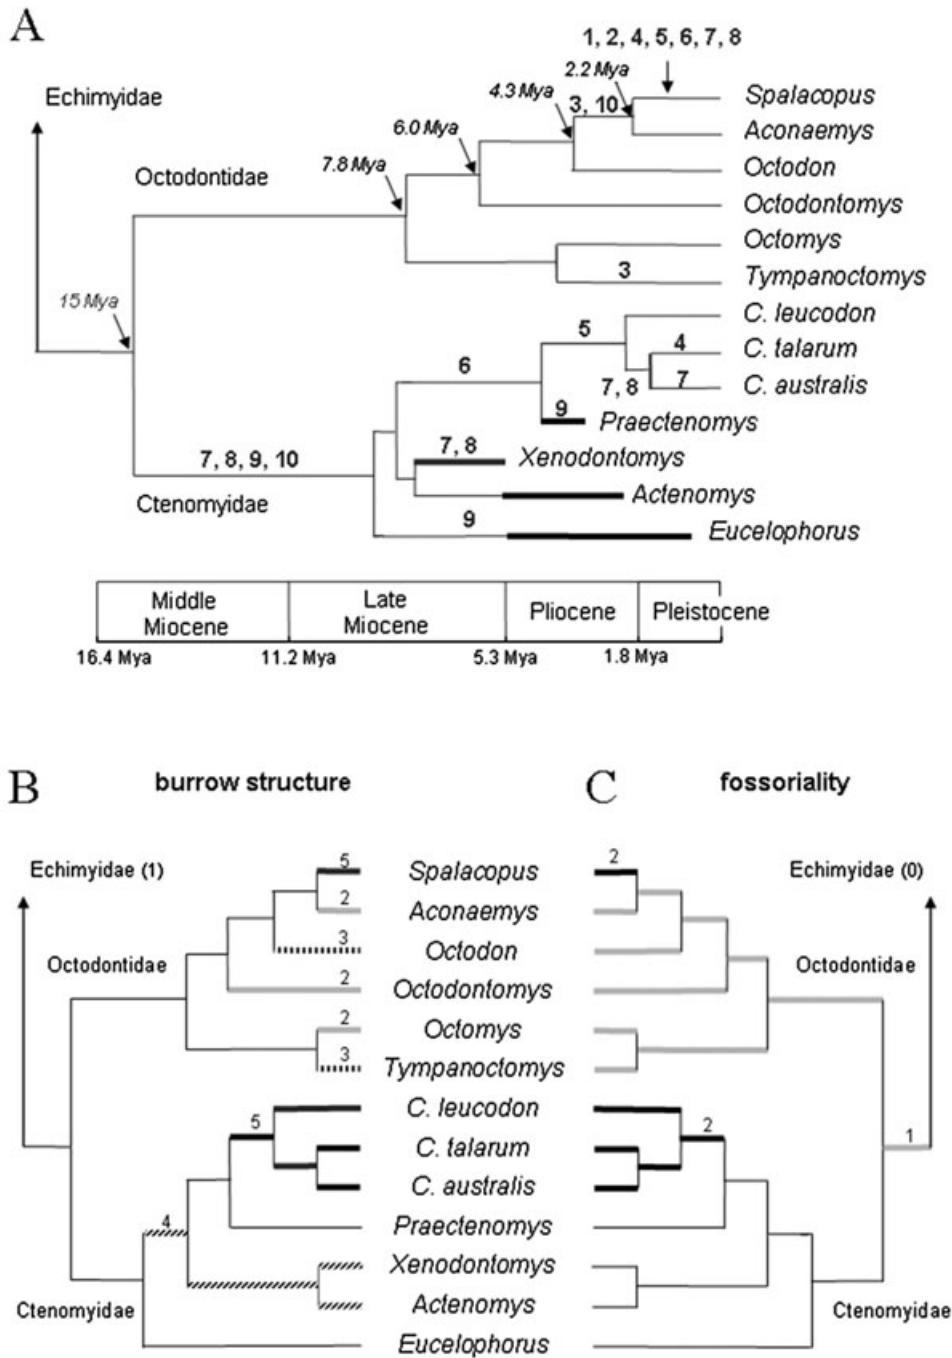 A
1, 2, 4, 5, 6, 7, 8
2.2 Mya
Echimyidae
4.3 Mya
3, 10
Spalacopus
6.0 Mya
Aconaemys
7.8 Mya
Octodontidae
Octodon
Octodontomys
Octomys
3
Tympanoctomys
15 Mya
5
C. leucodon
4
C. talarum
6
7, 8
7
C. australis
9
Praectenomys
7, 8, 9, 10
7, 8
Xenodontomys
Ctenomyidae
Actenomys
9
Eucelophorus
Middle Miocene
Late Miocene
Pliocene
Pleistocene
16.4 Mya
11.2 Mya
5.3 Mya
1.8 Mya
B
burrow structure
C
fossoriality
Echimyidae (1)
5
Spalacopus
2
Echimyidae (0)
2
Aconaemys
Octodontidae
3
Octodon
Octodontidae
2
Octodontomys
2
Octomys
3
Tympanoctomys
5
C. leucodon
2
C. talarum
1
C. australis
4
Praectenomys
Xenodontomys
Ctenomyidae
Actenomys
Ctenomyidae
Eucelophorus